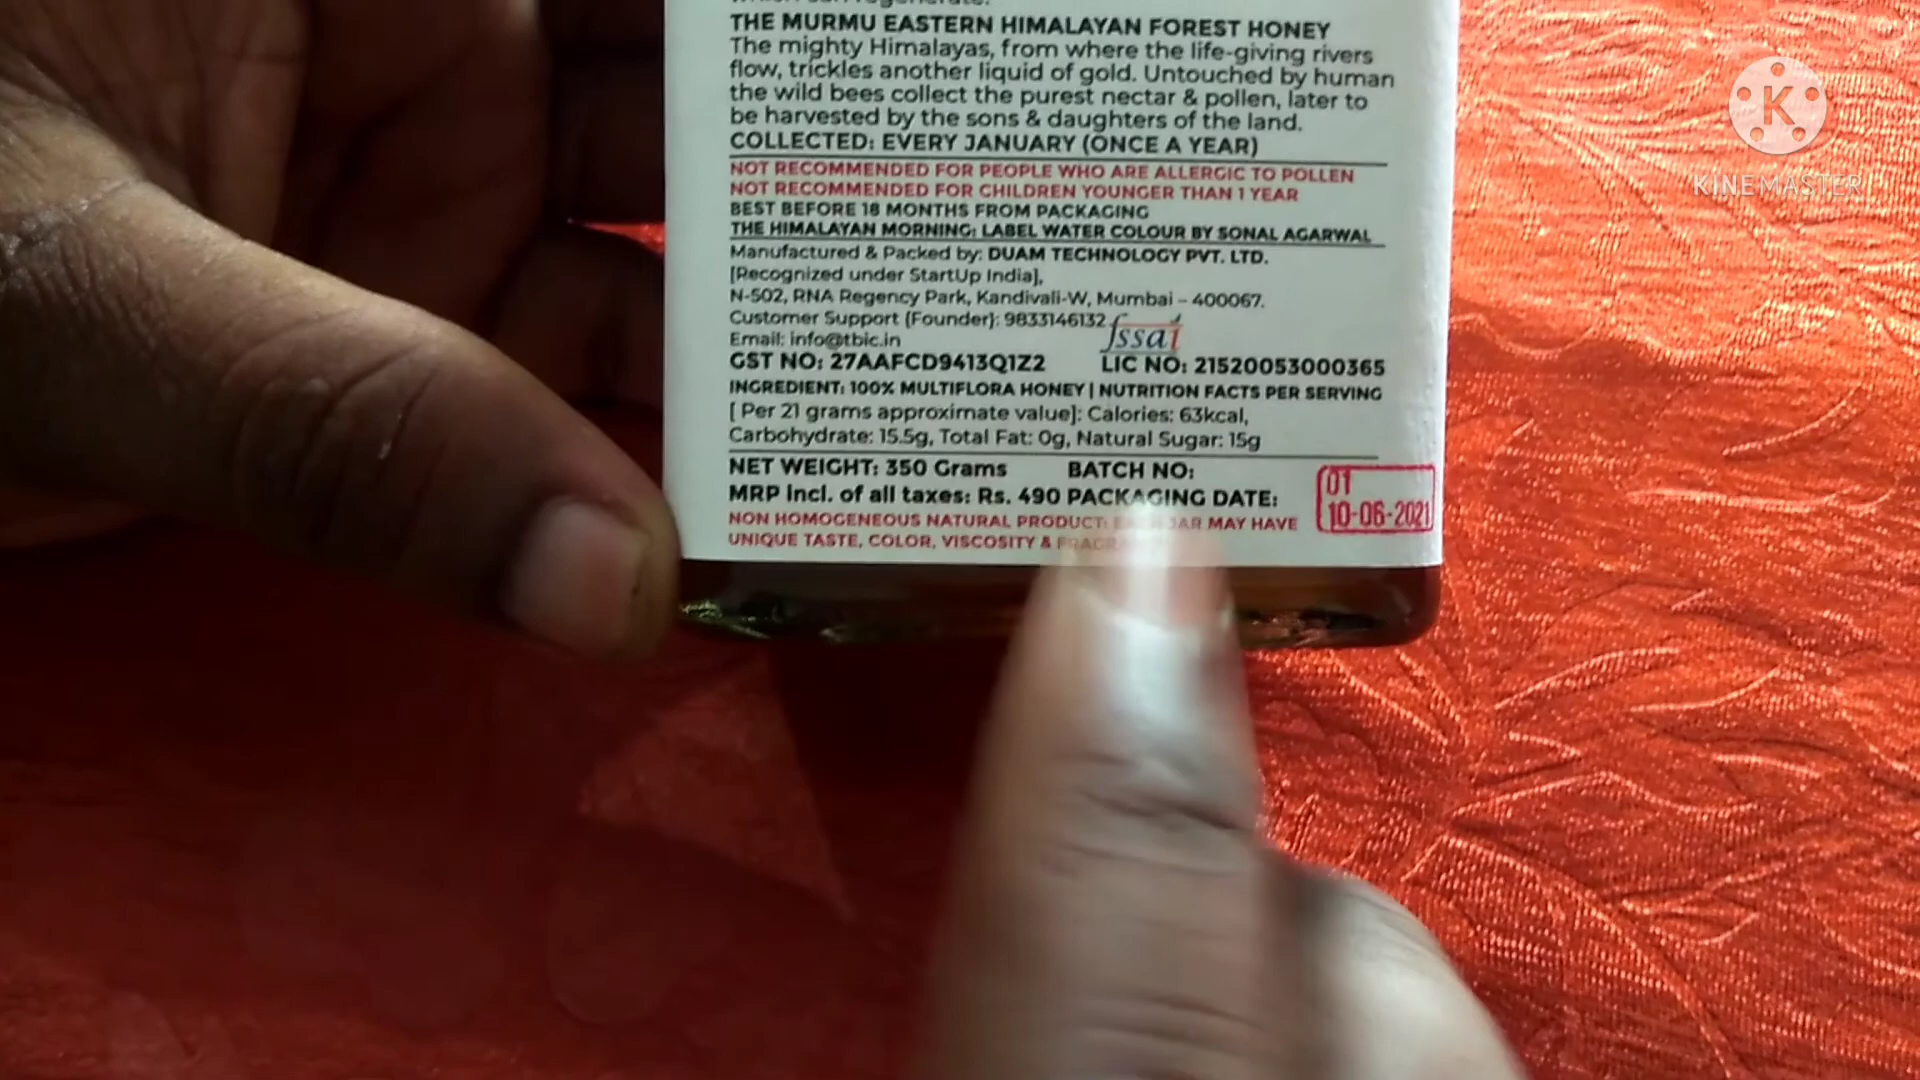 THE MURMU EASTERN HIMALAYAN FOREST HONEY
The mighty Himalayas, from where the life-giving rivers
flow, trickles another liquid of gold. Untouched by human
the wild bees collect the purest nectar & pollen, later to
be harvested by the sons & daughters of the land.
COLLECTED: EVERY JANUARY (ONCE A YEAR)
NOT RECOMMENDED FOR PEOPLE WHO ARE ALLERGIC TO POLLEN
NOT RECOMMENDED FOR CHILDREN YOUNGER THAN 1 YEAR
BEST BEFORE 18 MONTHS FROM PACKAGING
THE HIMALAYAN MORNING: LABEL WATER COLOUR BY SONAL AGARWAL
Manufactured & Packed by: DUAM TECHNOLOGY PVT. LTD.
[Recognized under StartUp India],
N-502, RNA Regency Park, Kandivali-W, Mumbai – 400067.
Customer Support (Founder): 9833146132
fssai
Email: info@tbic.in
GST NO: 27AAFCD9413Q1Z2 LIC NO: 21520053000365
INGREDIENT: 100% MULTIFLORA HONEY | NUTRITION FACTS PER SERVING
[ Per 21 grams approximate value]: Calories: 63kcal,
Carbohydrate: 15.5g, Total Fat: 0g, Natural Sugar: 15g
NET WEIGHT: 350 Grams BATCH NO: 01
MRP Incl. of all taxes: Rs. 490 PACKAGING DATE: 10-06-2021
NON HOMOGENEOUS NATURAL PRODUCT: EACH JAR MAY HAVE
UNIQUE TASTE, COLOR, VISCOSITY &
K
KINEMASTER